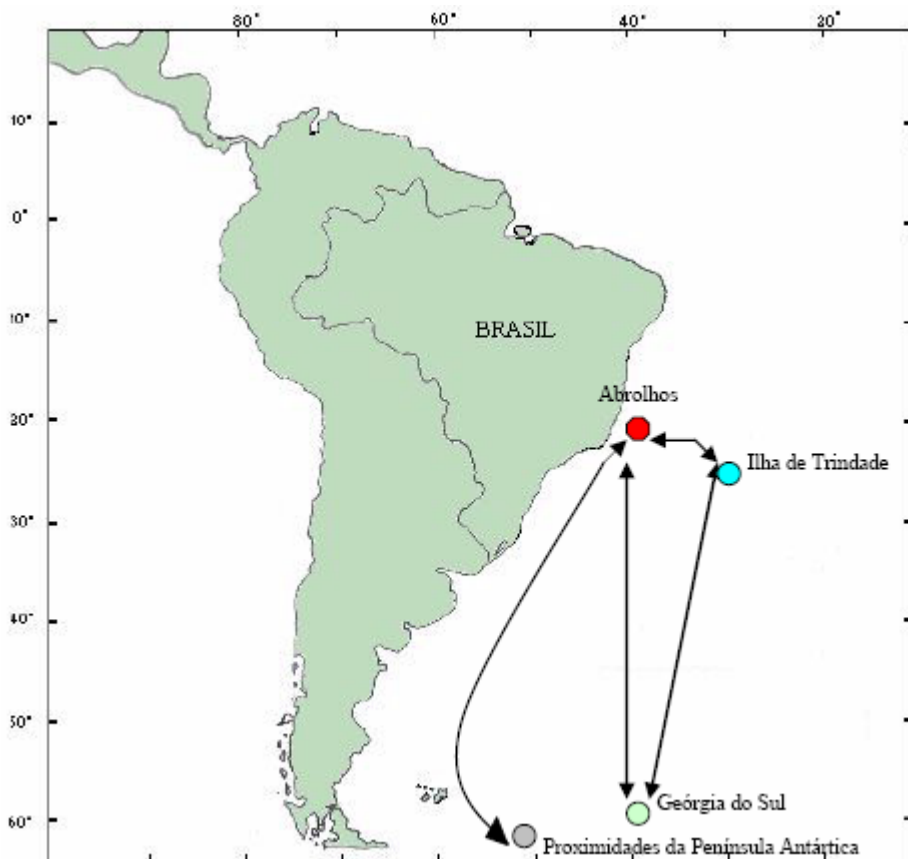 80° 60° 40° 20°
10°
0°
10°
20°
30°
40°
50°
60°
BRASIL
Abrolhos
Ilha de Trindade
Geórgia do Sul
Proximidades da Península Antártica